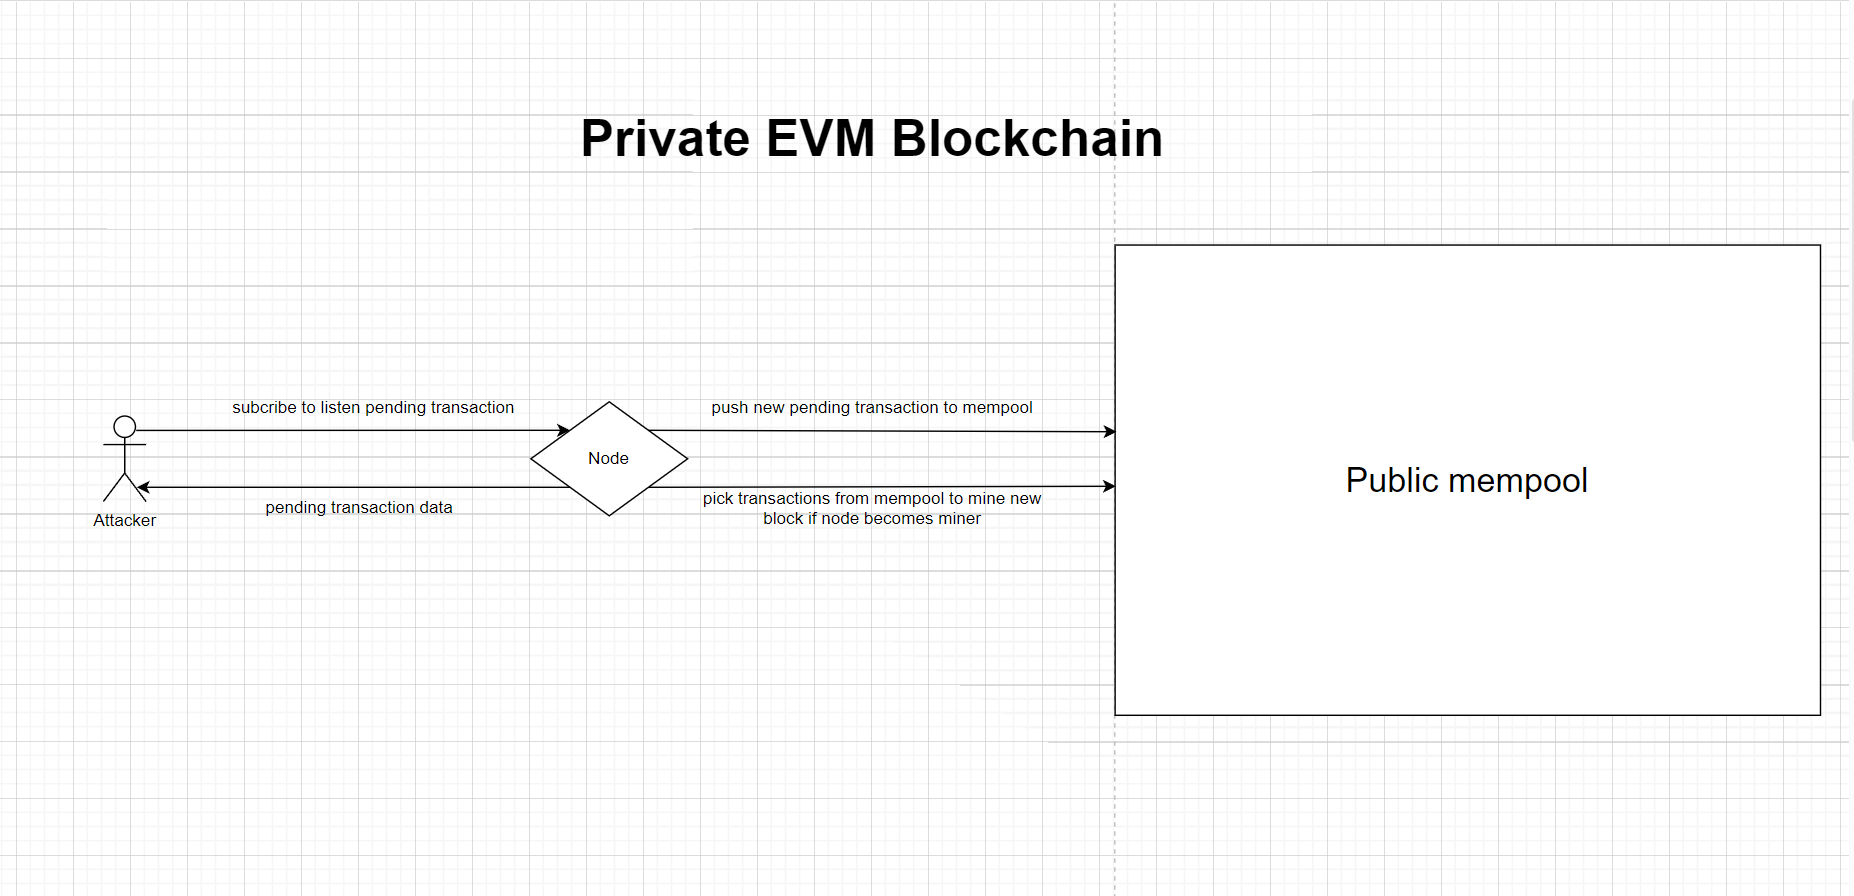 Private EVM Blockchain
subcribe to listen pending transaction
push new pending transaction to mempool
Node
Public mempool
pending transaction data
pick transactions from mempool to mine new
block if node becomes miner
Attacker